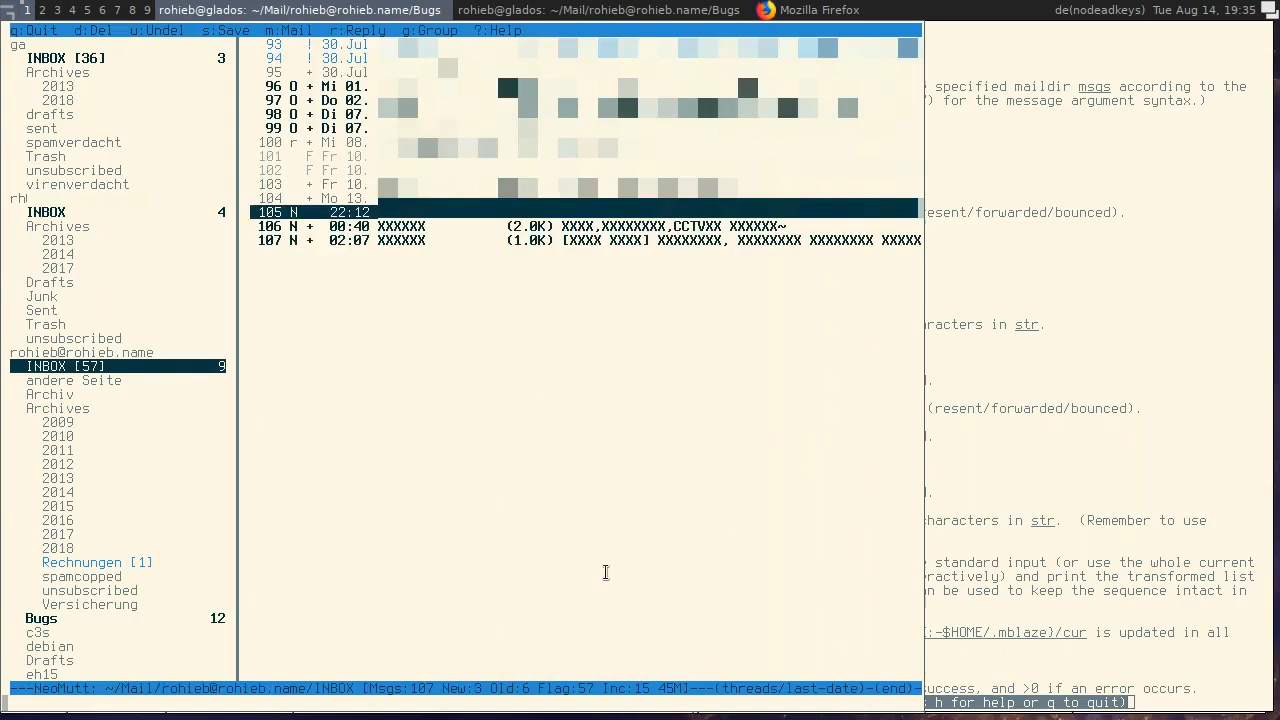 1 2 3 4 5 6 7 8 9 rohieb@glados: ~/Mail/rohieb.name/Bugs rohieb@glados: ~/Mail/rohieb.name/Bugs Mozilla Firefox de(nodeadkeys) Tue Aug 14, 19:35
q:Quit d:Del u:Undel s:Save m:Mail r:Reply g:Group ?:Help
ga
INBOX [36] 3
Archives
2013
2018
drafts
sent
spamverdacht
Trash
unsubscribed
virenverdacht
INBOX 4
Archives
2013
2014
2017
Drafts
Junk
Sent
Trash
unsubscribed
rohieb@rohieb.name
INBOX [57] 9
andere Seite
Archiv
Archives
2009
2010
2011
2012
2013
2014
2015
2016
2017
2018
Rechnungen [1]
spamcopped
unsubscribed
Versicherung
Bugs 12
c3s
debian
Drafts
eh15
93 ! 30.Jul
94 ! 30.Jul
95 + 30.Jul
96 O + Mi 01.
97 O + Do 02.
98 O + Di 07.
99 O + Di 07.
100 r + Mi 08.
101 F Fr 10.
102 F Fr 10.
103 + Fr 10.
104 + Mo 13.
105 N 22:12
106 N + 00:40 XXXXXX (2.0K) XXXX,XXXXXXXX,CCTVXX XXXXXX~
107 N + 02:07 XXXXXX (1.0K) [XXXX XXXX] XXXXXXXX, XXXXXXXX XXXXXXXX XXXXX
---NeoMutt: ~/Mail/rohieb@rohieb.name/INBOX [Msgs:107 New:3 Old:6 Flag:57 Inc:15 45M]---(threads/last-date)-(end)-
specified maildir msgs according to the
) for the message argument syntax.)
resent/forwarded/bounced).
racters in str.
(resent/forwarded/bounced).
haracters in str. (Remember to use
standard input (or use the whole current
ractively) and print the transformed list
an be used to keep the sequence intact in
:-$HOME/.mblaze}/cur is updated in all
success, and >0 if an error occurs.
h for help or q to quit)